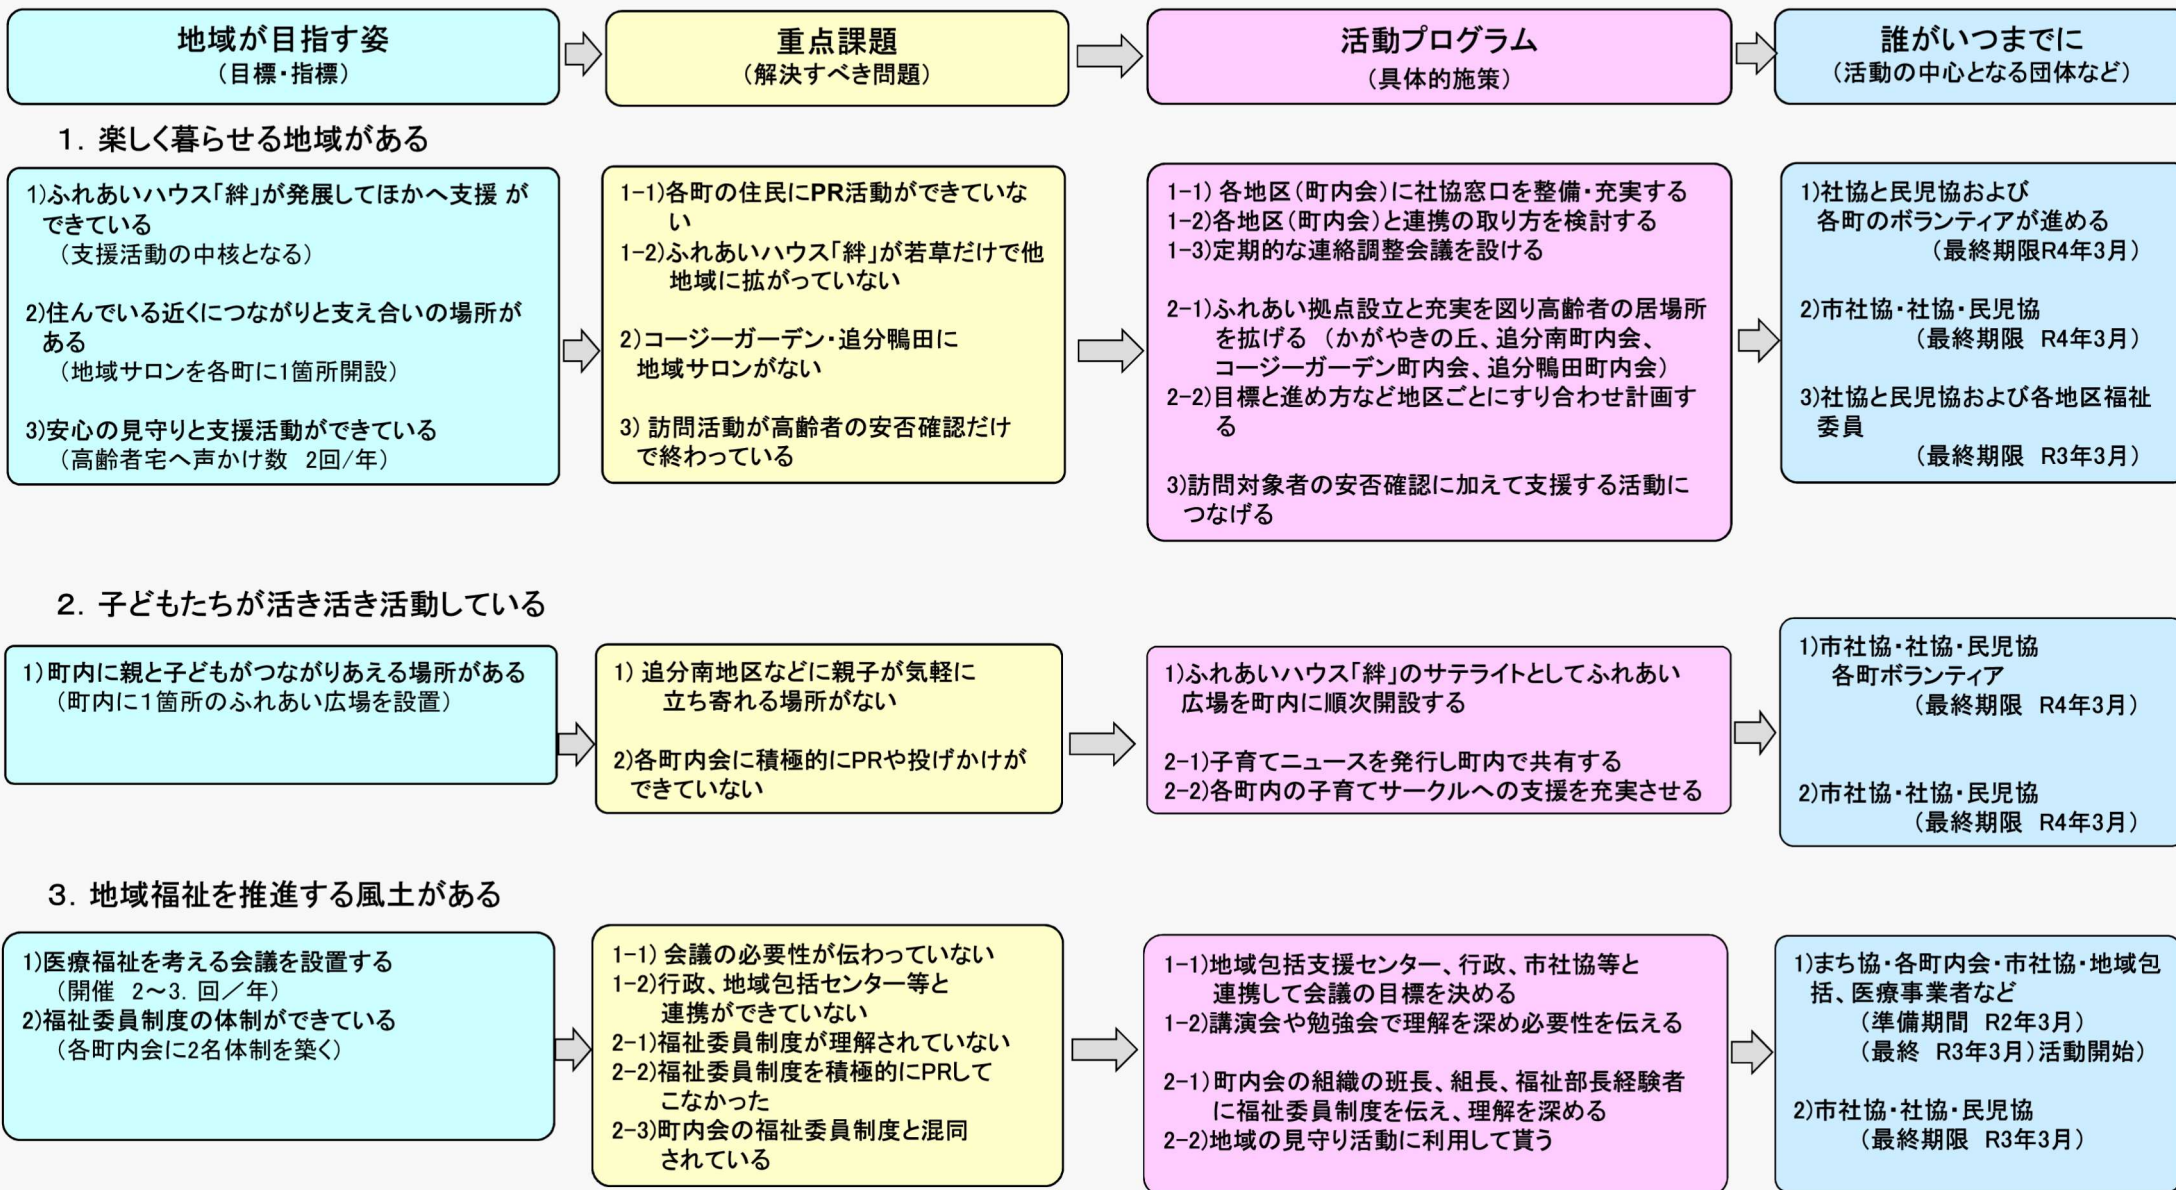 地域が目指す姿
（目標・指標）
重点課題
（解決すべき問題）
活動プログラム
（具体的施策）
誰がいつまでに
（活動の中心となる団体など）
１．楽しく暮らせる地域がある
1)ふれあいハウス「絆」が発展してほかへ支援 が
できている
（支援活動の中核となる）
2)住んでいる近くにつながりと支え合いの場所が
ある
（地域サロンを各町に1箇所開設）
3)安心の見守りと支援活動ができている
（高齢者宅へ声かけ数 2回/年）
1-1)各町の住民にPR活動ができていな
い
1-2)ふれあいハウス「絆」が若草だけで他
地域に拡がっていない
2)コージーガーデン・追分鴨田に
地域サロンがない
3) 訪問活動が高齢者の安否確認だけ
で終わっている
1-1) 各地区（町内会）に社協窓口を整備・充実する
1-2)各地区（町内会）と連携の取り方を検討する
1-3)定期的な連絡調整会議を設ける
2-1)ふれあい拠点設立と充実を図り高齢者の居場所
を拡げる （かがやきの丘、追分南町内会、
コージーガーデン町内会、追分鴨田町内会）
2-2)目標と進め方など地区ごとにすり合わせ計画す
る
3)訪問対象者の安否確認に加えて支援する活動に
つなげる
1)社協と民児協および
各町のボランティアが進める
（最終期限R4年3月）
2)市社協・社協・民児協
（最終期限 R4年3月）
3)社協と民児協および各地区福祉
委員
（最終期限 R3年3月）
２．子どもたちが活き活き活動している
1)町内に親と子どもがつながりあえる場所がある
（町内に１箇所のふれあい広場を設置）
1) 追分南地区などに親子が気軽に
立ち寄れる場所がない
2)各町内会に積極的にPRや投げかけが
できていない
1)ふれあいハウス「絆」のサテライトとしてふれあい
広場を町内に順次開設する
2-1)子育てニュースを発行し町内で共有する
2-2)各町内の子育てサークルへの支援を充実させる
1)市社協・社協・民児協
各町ボランティア
（最終期限 R4年3月）
2)市社協・社協・民児協
（最終期限 R4年3月）
３．地域福祉を推進する風土がある
1)医療福祉を考える会議を設置する
（開催 2～3．回／年）
2)福祉委員制度の体制ができている
（各町内会に2名体制を築く）
1-1) 会議の必要性が伝わっていない
1-2)行政、地域包括センター等と
連携ができていない
2-1)福祉委員制度が理解されていない
2-2)福祉委員制度を積極的にPRして
こなかった
2-3)町内会の福祉委員制度と混同
されている
1-1)地域包括支援センター、行政、市社協等と
連携して会議の目標を決める
1-2)講演会や勉強会で理解を深め必要性を伝える
2-1)町内会の組織の班長、組長、福祉部長経験者
に福祉委員制度を伝え、理解を深める
2-2)地域の見守り活動に利用して貰う
1)まち協・各町内会・市社協・地域包
括、医療事業者など
（準備期間 R2年3月）
（最終 R3年3月）活動開始）
2)市社協・社協・民児協
（最終期限 R3年3月）